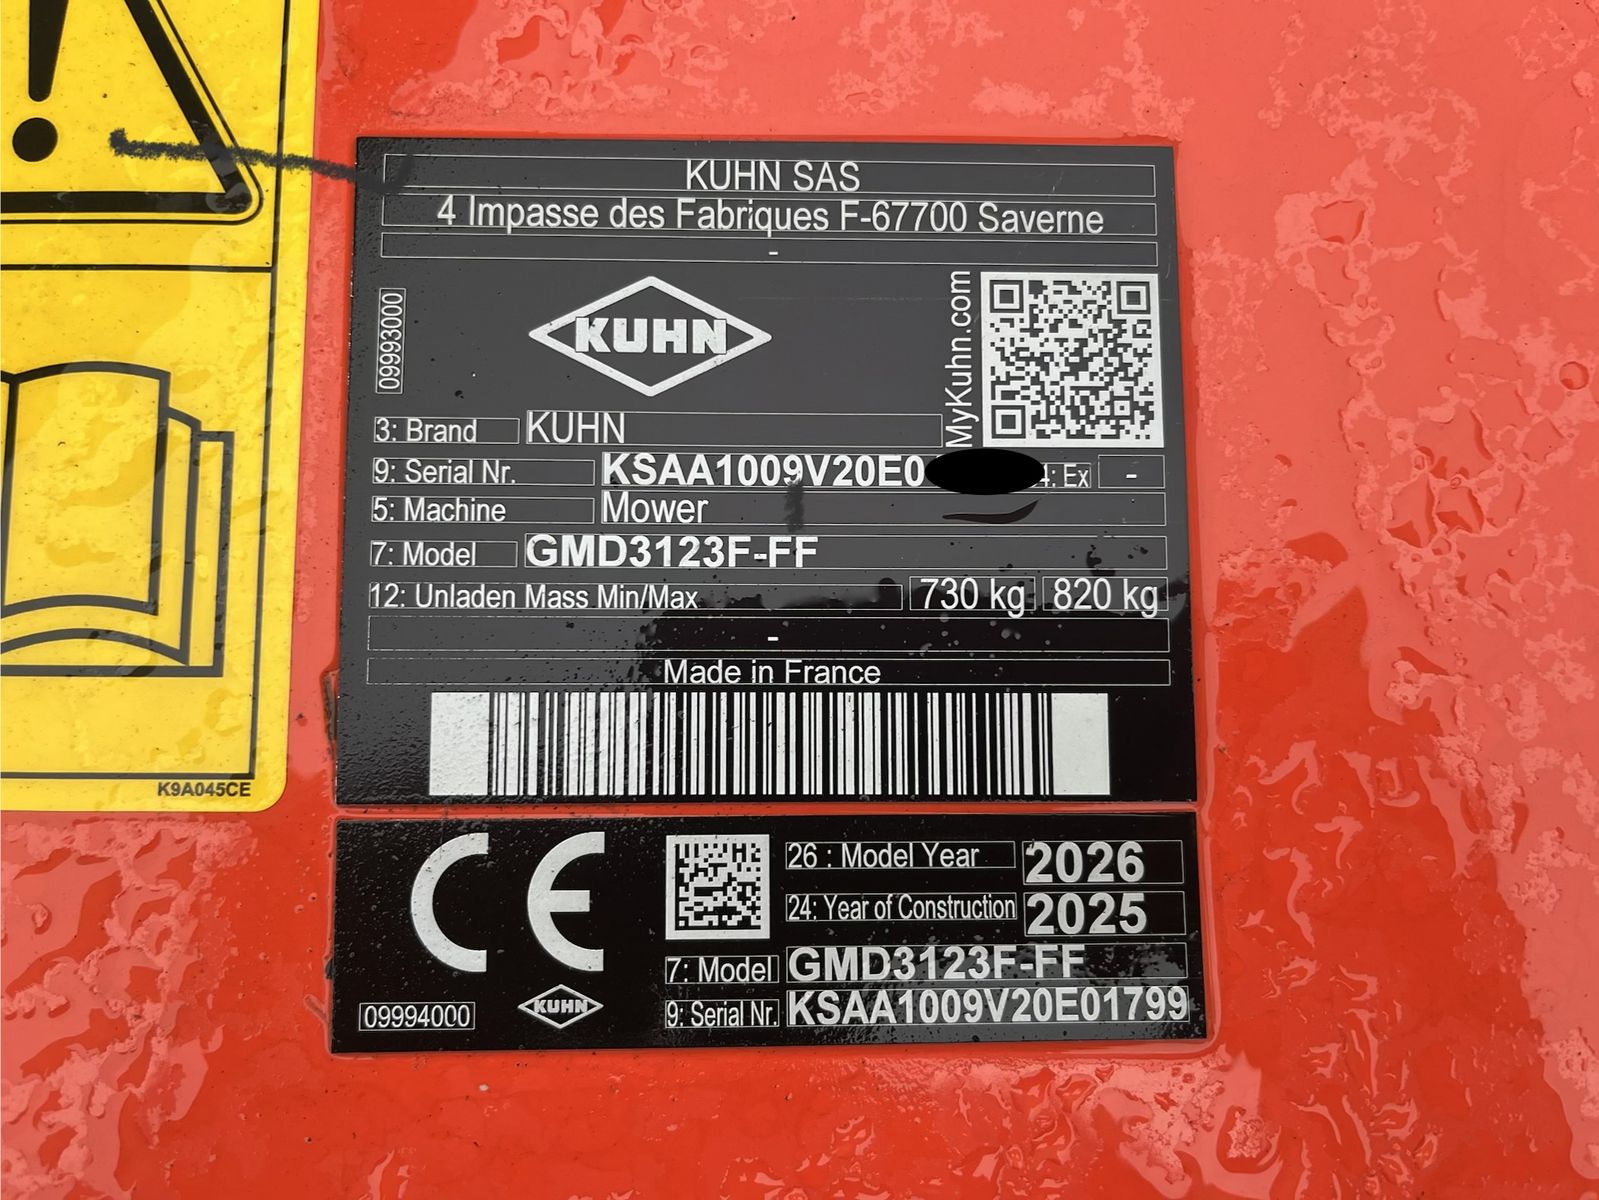 KUHN SAS
4 Impasse des Fabriques F-67700 Saverne
-
09993000
KUHN
MyKuhn.com
3: Brand KUHN
9: Serial Nr. KSAA1009V20E0 4: Ex -
5: Machine Mower
7: Model GMD3123F-FF
12: Unladen Mass Min/Max 730 kg 820 kg
-
Made in France
K9A045CE
CE
26 : Model Year 2026
24: Year of Construction 2025
7: Model GMD3123F-FF
9: Serial Nr. KSAA1009V20E01799
09994000
KUHN